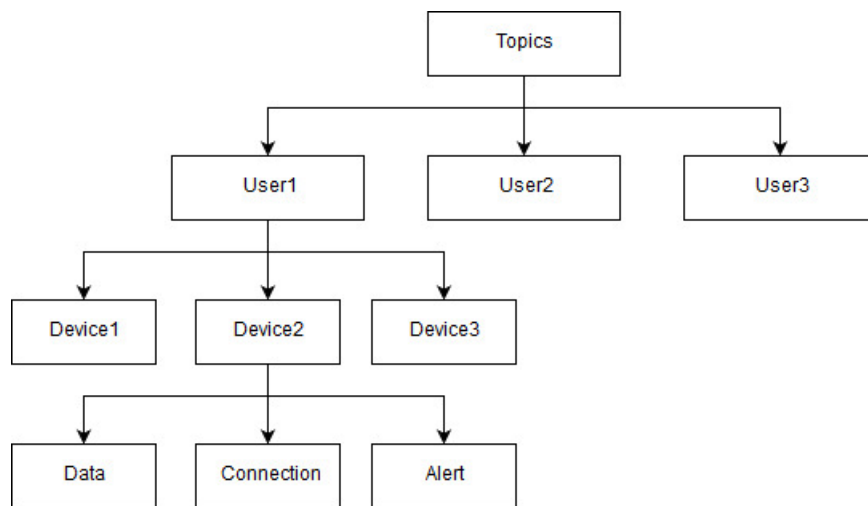 Topics
User1
User2
User3
Device1
Device2
Device3
Data
Connection
Alert